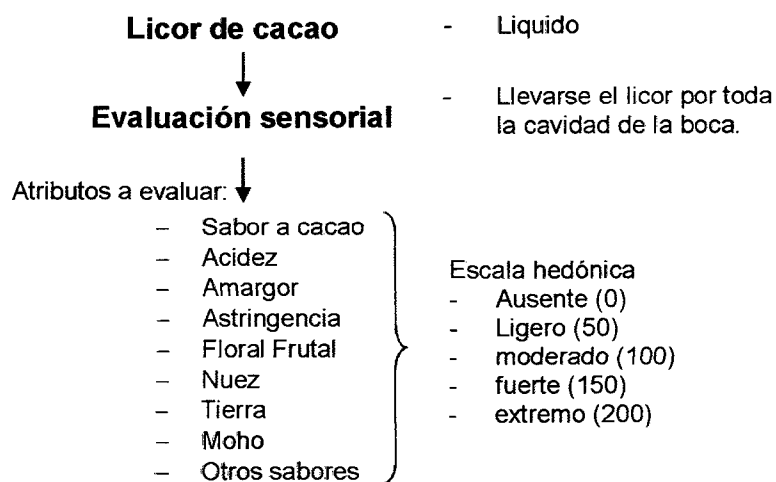 Licor de cacao
- Liquido
Evaluación sensorial
- Llevarse el licor por toda
la cavidad de la boca.
Atributos a evaluar:
– Sabor a cacao
– Acidez
– Amargor
– Astringencia
– Floral Frutal
– Nuez
– Tierra
– Moho
– Otros sabores
Escala hedónica
- Ausente (0)
- Ligero (50)
- moderado (100)
- fuerte (150)
- extremo (200)